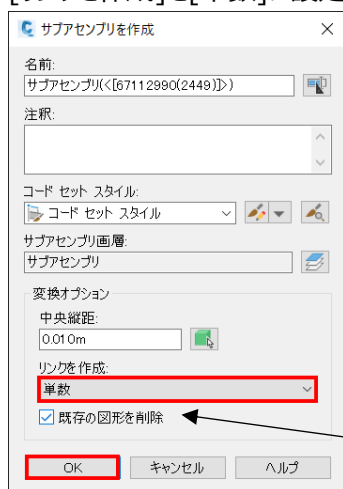 サブアセンブリを作成
名前:
サブアセンブリ(<[67112990(2449)]>)
注釈:
コード セット スタイル:
コード セット スタイル
サブアセンブリ画層:
サブアセンブリ
変換オプション
中央縦距:
0.010m
リンクを作成:
単数
既存の図形を削除
OK キャンセル ヘルプ